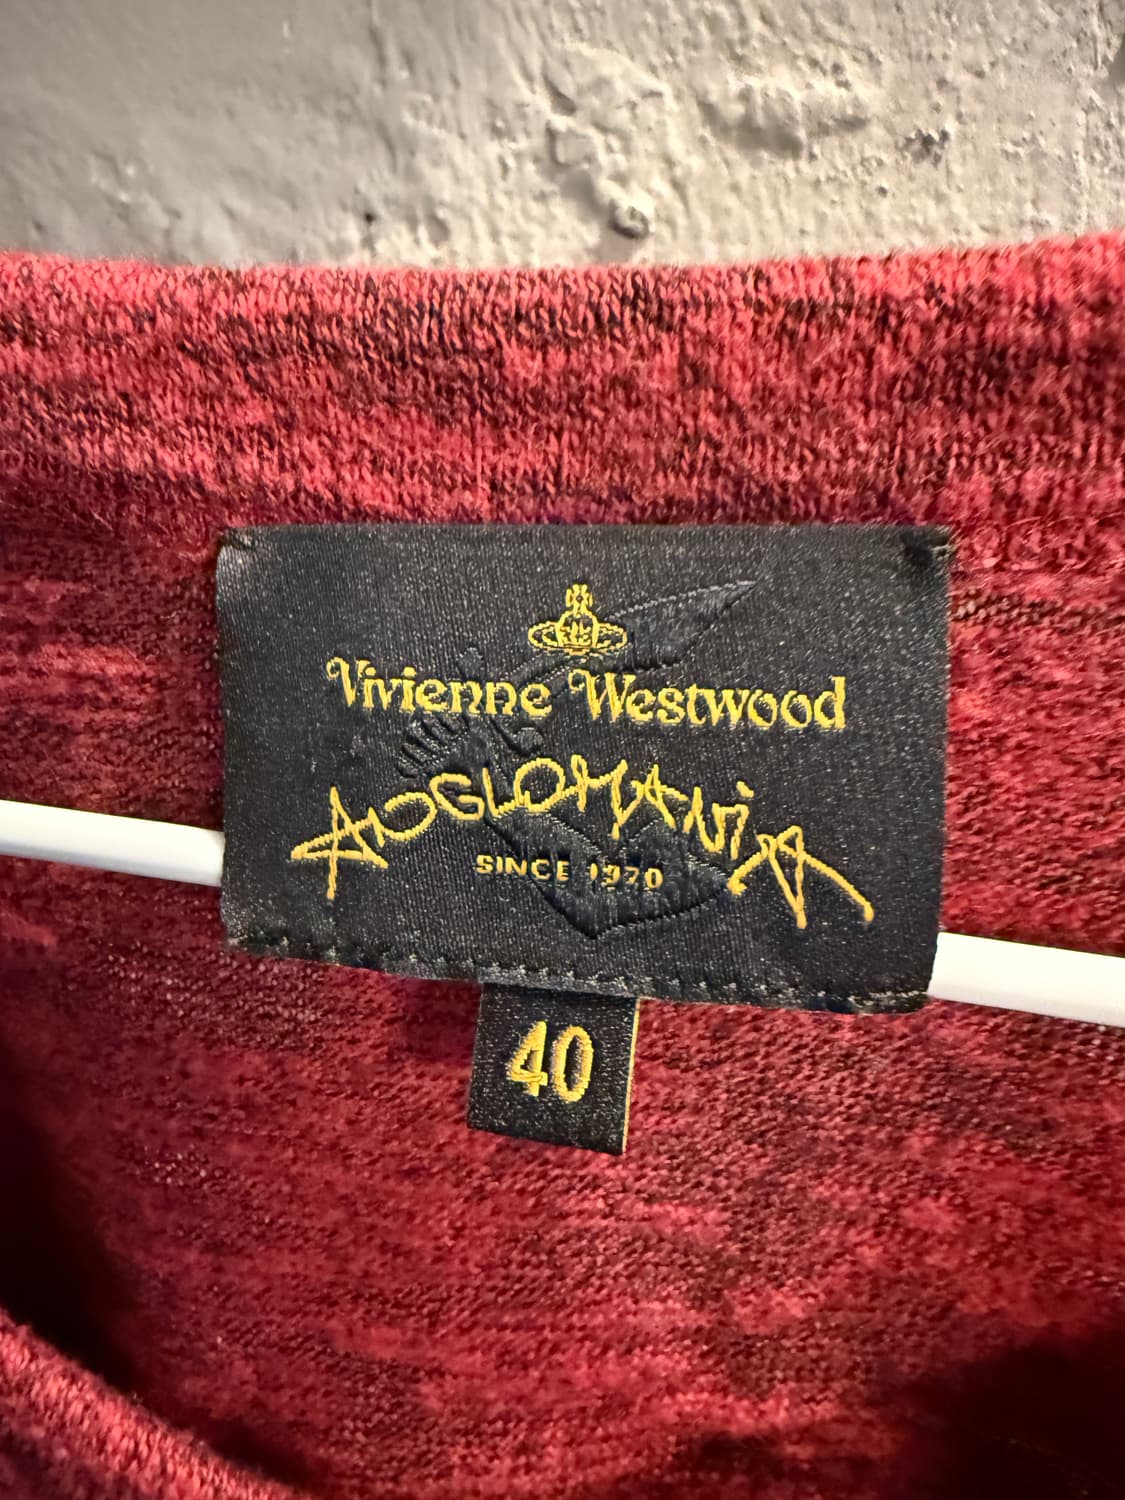 Vivienne Westwood
ANGLOMANiA
SINCE 1970
40